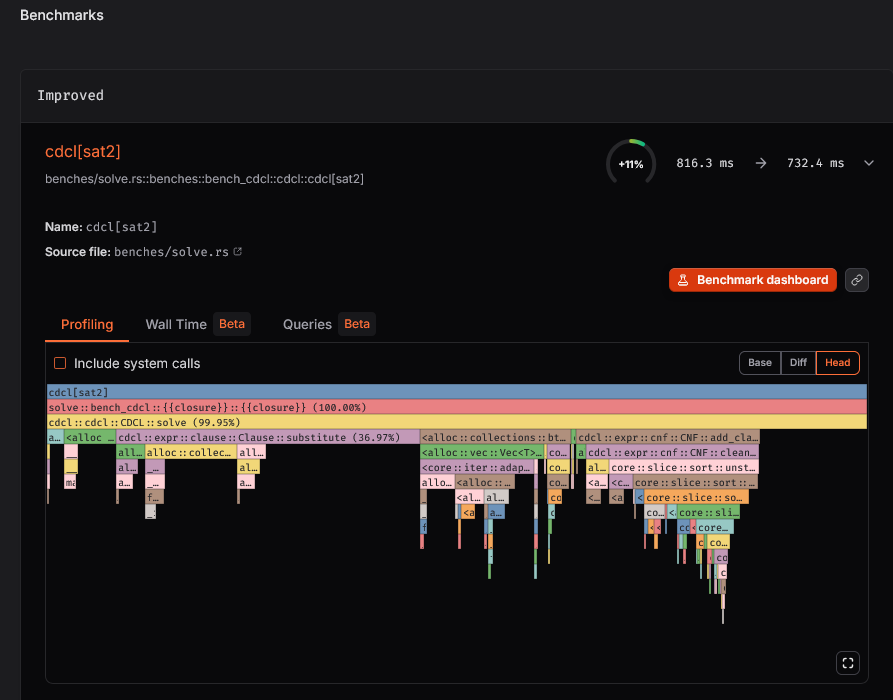 Benchmarks
Improved
cdcl[sat2]
benches/solve.rs::benches::bench_cdcl::cdcl::cdcl[sat2]
+11%
816.3 ms → 732.4 ms
Name: cdcl[sat2]
Source file: benches/solve.rs
Benchmark dashboard
Profiling
Wall Time Beta
Queries Beta
Include system calls
Base Diff Head
cdcl[sat2]
solve::bench_cdcl::{{closure}}::{{closure}} (100.00%)
cdcl::cdcl::CDCL::solve (99.95%)
a… <alloc … cdcl::expr::clause::Clause::substitute (36.97%) <alloc::collections::bt… cdcl::expr::cnf::CNF::add_cla…
all… alloc::collec… all… <alloc::vec::Vec<T>… co… a cdcl::expr::cnf::CNF::clean…
al… al… <core::iter::adap… co… al… core::slice::sort::unst…
a… a… allo… <alloc::… co… <a… <c… core::slice::sort::…
f… <al… al… co <… <a <c core::slice::so…
<a a… c co… core::sli…
f co core…
c co…
co
c